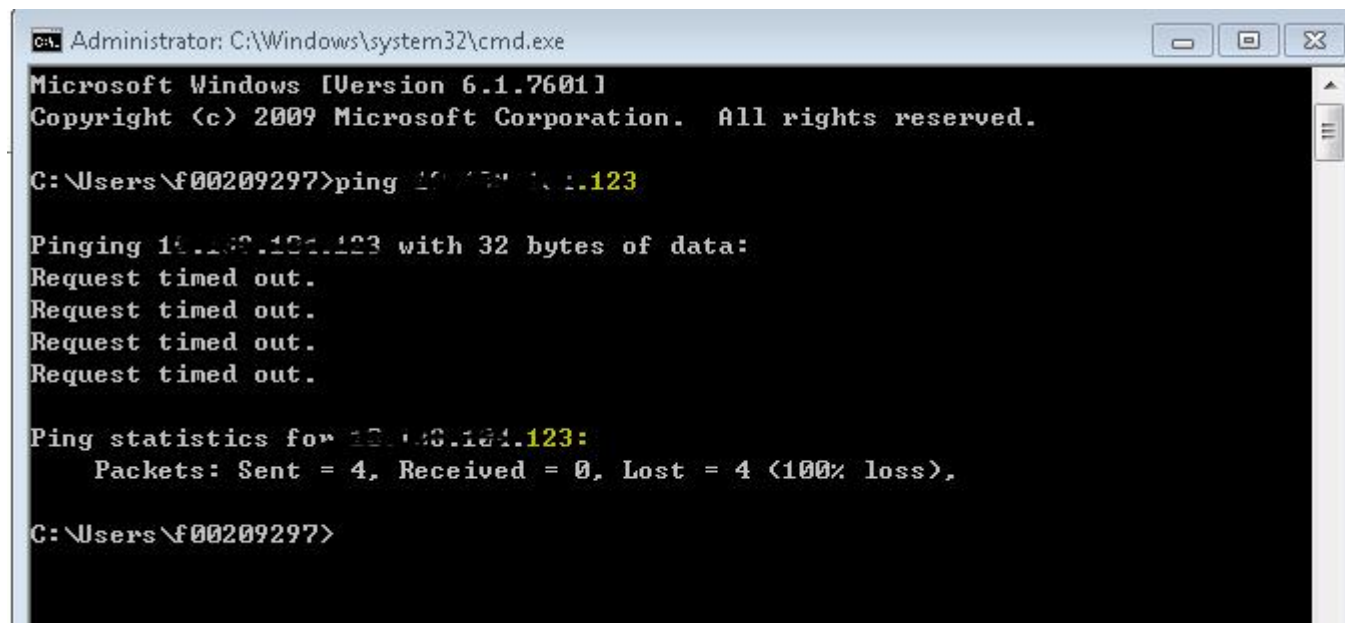 Administrator: C:\Windows\system32\cmd.exe
Microsoft Windows [Version 6.1.7601]
Copyright (c) 2009 Microsoft Corporation.  All rights reserved.
C:\Users\f00209297>ping .123
Pinging with 32 bytes of data:
Request timed out.
Request timed out.
Request timed out.
Request timed out.
Ping statistics for .123:
Packets: Sent = 4, Received = 0, Lost = 4 (100% loss),
C:\Users\f00209297>